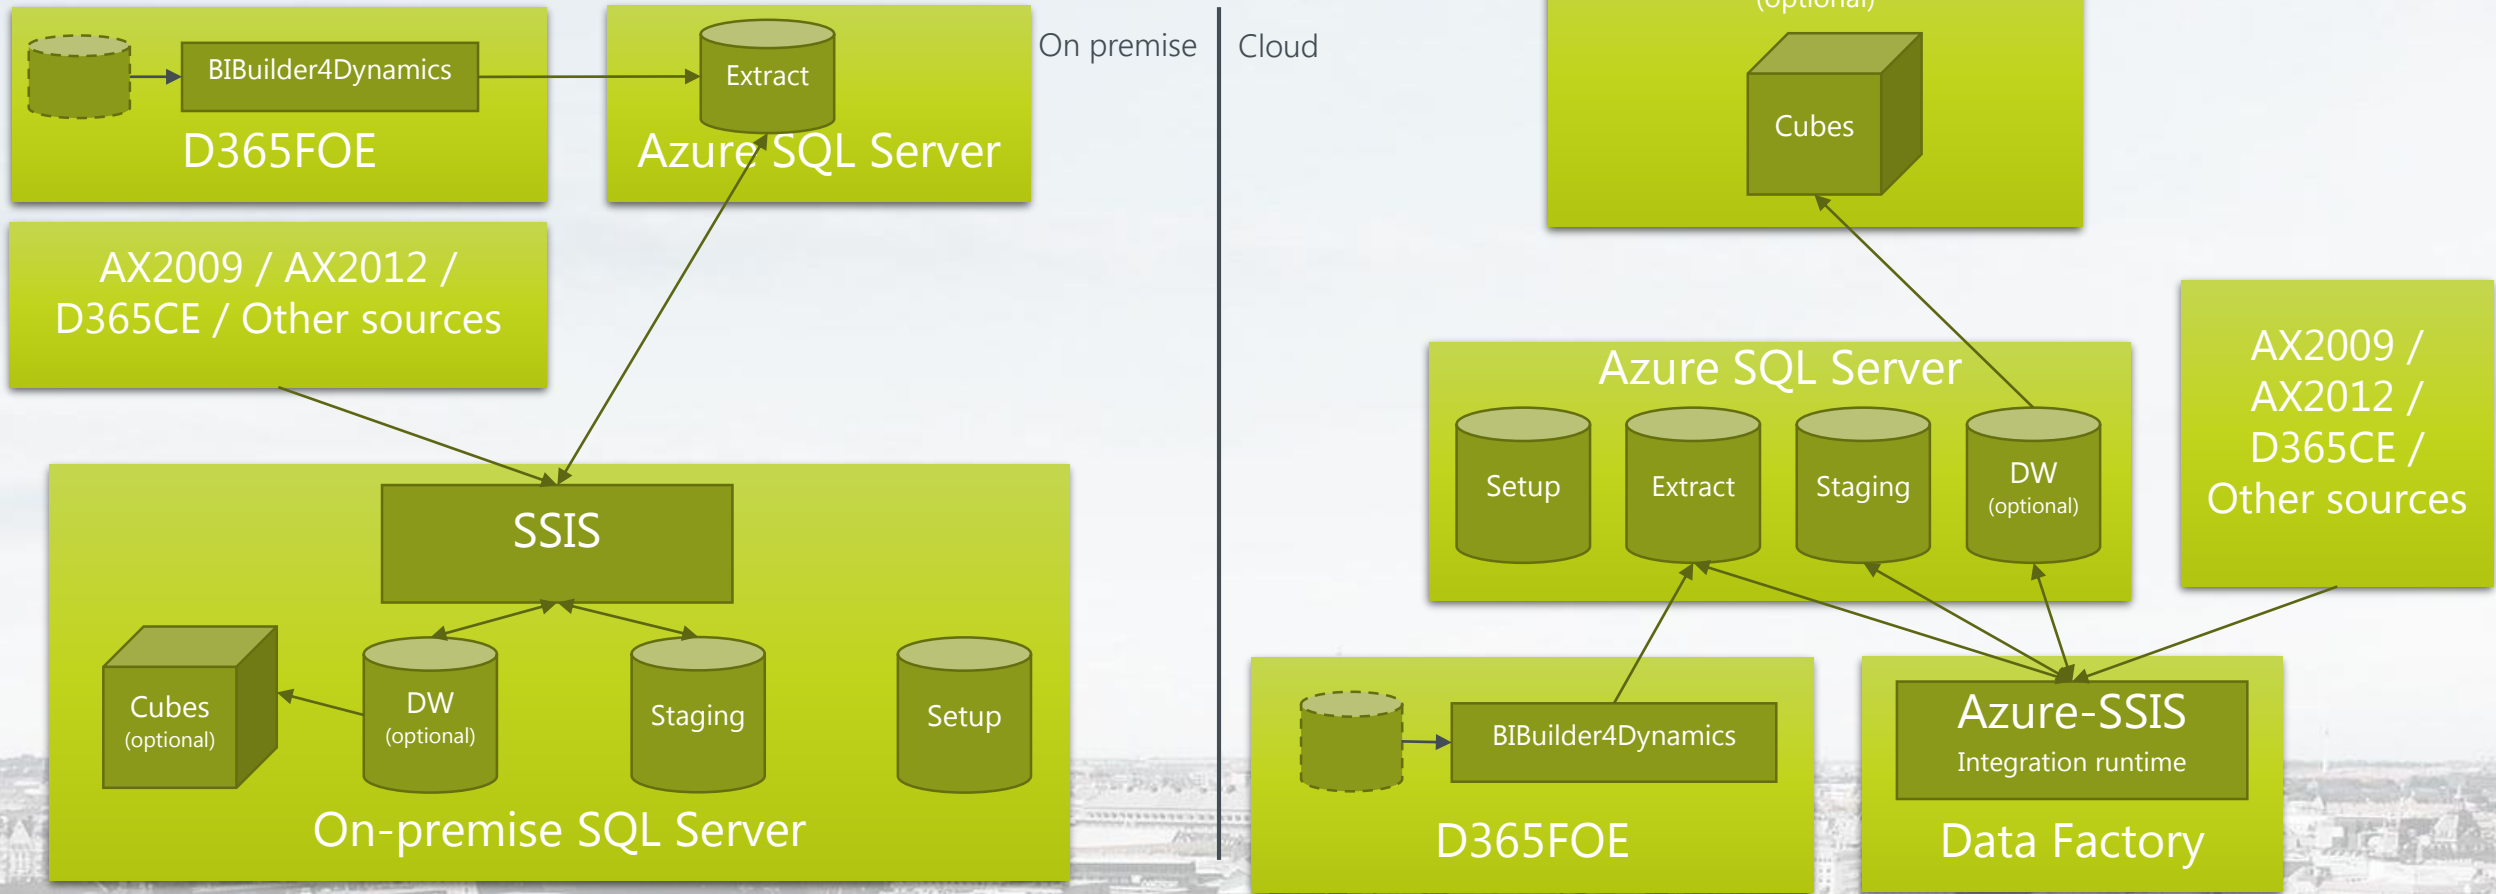 BIBuilder4Dynamics
D365FOE
Extract
Azure SQL Server
On premise
AX2009 / AX2012 /
D365CE / Other sources
SSIS
Cubes
(optional)
DW
(optional)
Staging
Setup
On-premise SQL Server
Cloud
(optional)
Cubes
Azure SQL Server
Setup
Extract
Staging
DW
(optional)
AX2009 /
AX2012 /
D365CE /
Other sources
BIBuilder4Dynamics
D365FOE
Azure-SSIS
Integration runtime
Data Factory